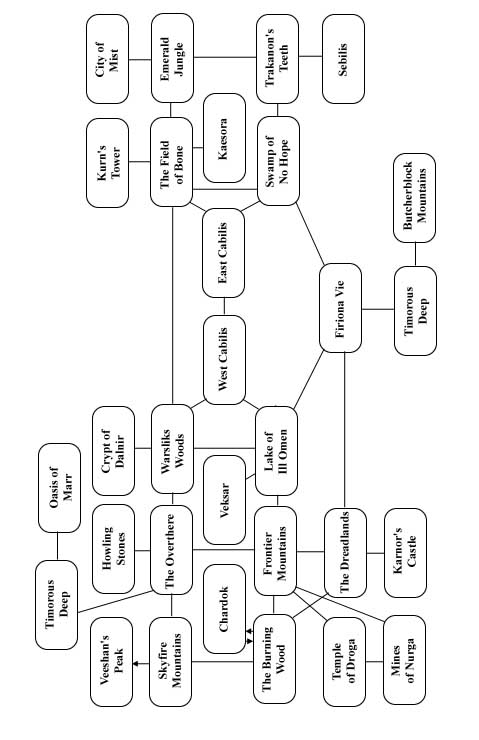 Timorous
Deep
Oasis of
Marr
Veeshan's
Peak
Howling
Stones
Crypt of
Dalnir
Kurn's
Tower
City of
Mist
Skyfire
Mountains
The Overthere
Warsliks
Woods
The Field
of Bone
Emerald
Jungle
Chardok
Veksar
West Cabilis
East Cabilis
Kaesora
The Burning
Wood
Frontier
Mountains
Lake of
Ill Omen
Swamp of
No Hope
Trakanon's
Teeth
Temple
of Droga
The Dreadlands
Firiona Vie
Sebilis
Mines
of Nurga
Karnor's
Castle
Timorous
Deep
Butcherblock
Mountains